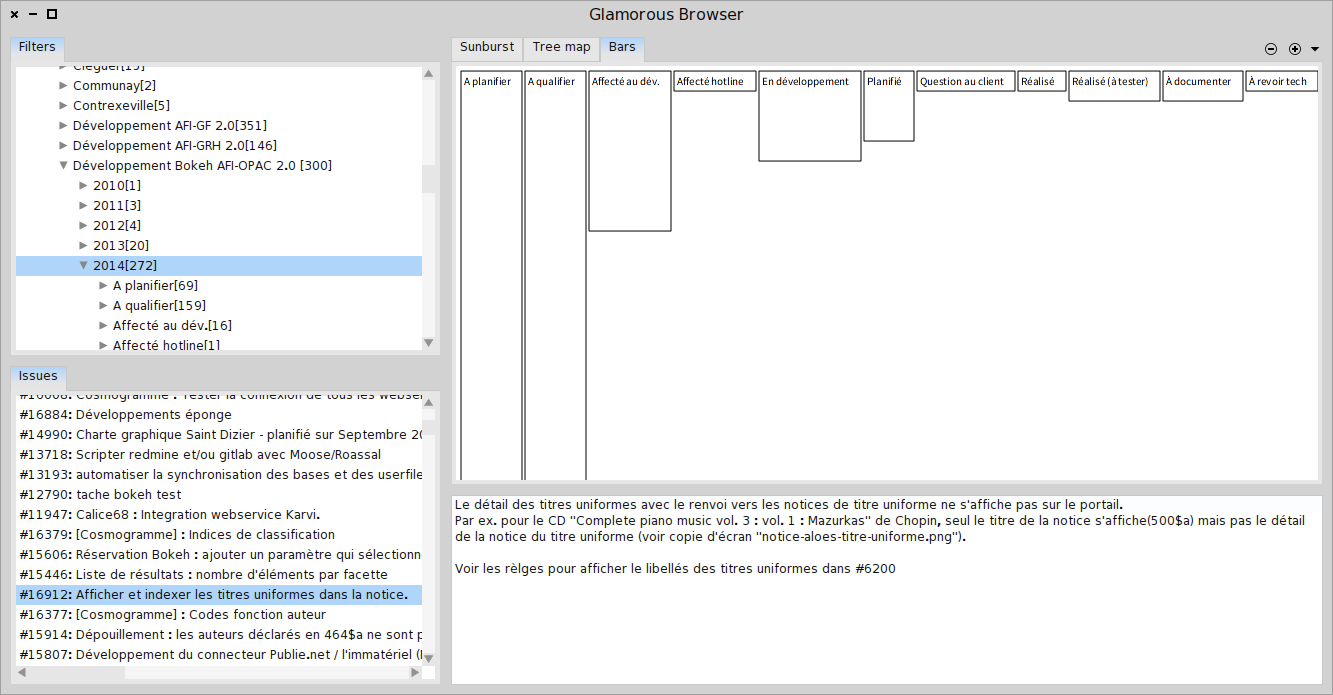 Glamorous Browser
Filters
Cléguer[15]
Communay[2]
Contrexeville[5]
Développement AFI-GF 2.0[351]
Développement AFI-GRH 2.0[146]
Développement Bokeh AFI-OPAC 2.0 [300]
2010[1]
2011[3]
2012[4]
2013[20]
2014[272]
A planifier[69]
A qualifier[159]
Affecté au dév.[16]
Affecté hotline[1]
Issues
Cosmogramme : Tester la connexion de tous les
#16884: Développements éponge
#14990: Charte graphique Saint Dizier - planifié sur Septembre
#13718: Scripter redmine et/ou gitlab avec Moose/Roassal
#13193: automatiser la synchronisation des bases et des userfile
#12790: tache bokeh test
#11947: Calice68 : Integration webservice Karvi.
#16379: [Cosmogramme] : Indices de classification
#15606: Réservation Bokeh : ajouter un paramètre qui sélectionn
#15446: Liste de résultats : nombre d'éléments par facette
#16912: Afficher et indexer les titres uniformes dans la notice.
#16377: [Cosmogramme] : Codes fonction auteur
#15914: Dépouillement : les auteurs déclarés en 464$a ne sont p
#15807: Développement du connecteur Publie.net / l'immatériel
Sunburst Tree map Bars
A planifier A qualifier Affecté au dév. Affecté hotline En développement Planifié Question au client Réalisé Réalisé (à tester) À documenter À revoir tech
Le détail des titres uniformes avec le renvoi vers les notices de titre uniforme ne s'affiche pas sur le portail.
Par ex. pour le CD "Complete piano music vol. 3 : vol. 1 : Mazurkas" de Chopin, seul le titre de la notice s'affiche(500$a) mais pas le détail
de la notice du titre uniforme (voir copie d'écran "notice-aloes-titre-uniforme.png").
Voir les rèlges pour afficher le libellés des titres uniformes dans #6200